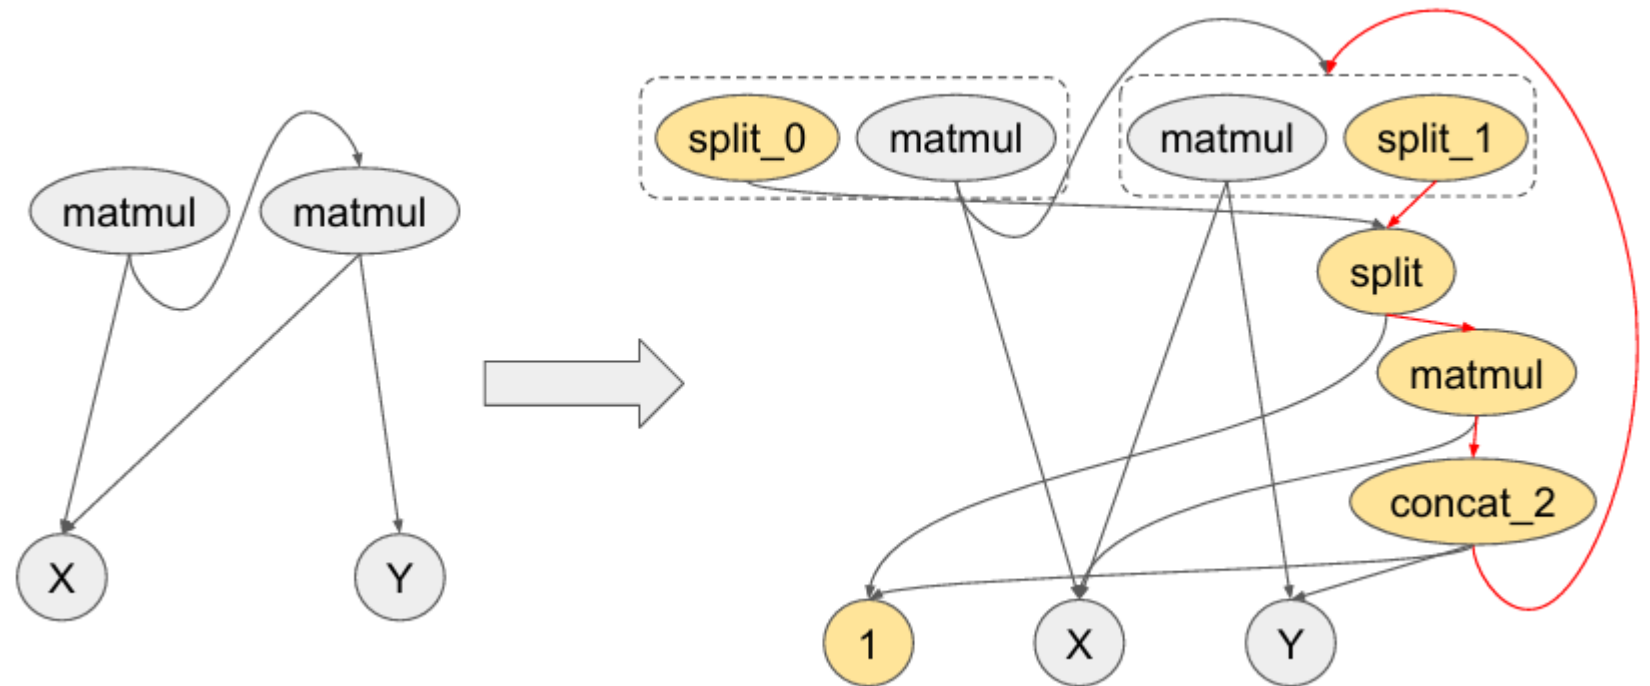 matmul
matmul
X
Y
split_0
matmul
matmul
split_1
split
matmul
concat_2
1
X
Y